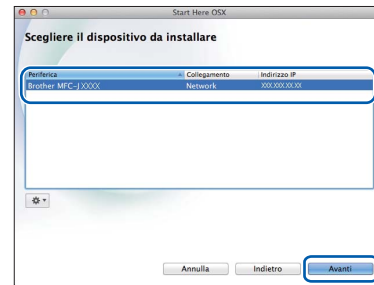 Start Here OSX
Scegliere il dispositivo da installare
Periferica Collegamento Indirizzo IP
Brother MFC-JXXXX Network XXX.XXX.XX.XX
Annulla Indietro Avanti